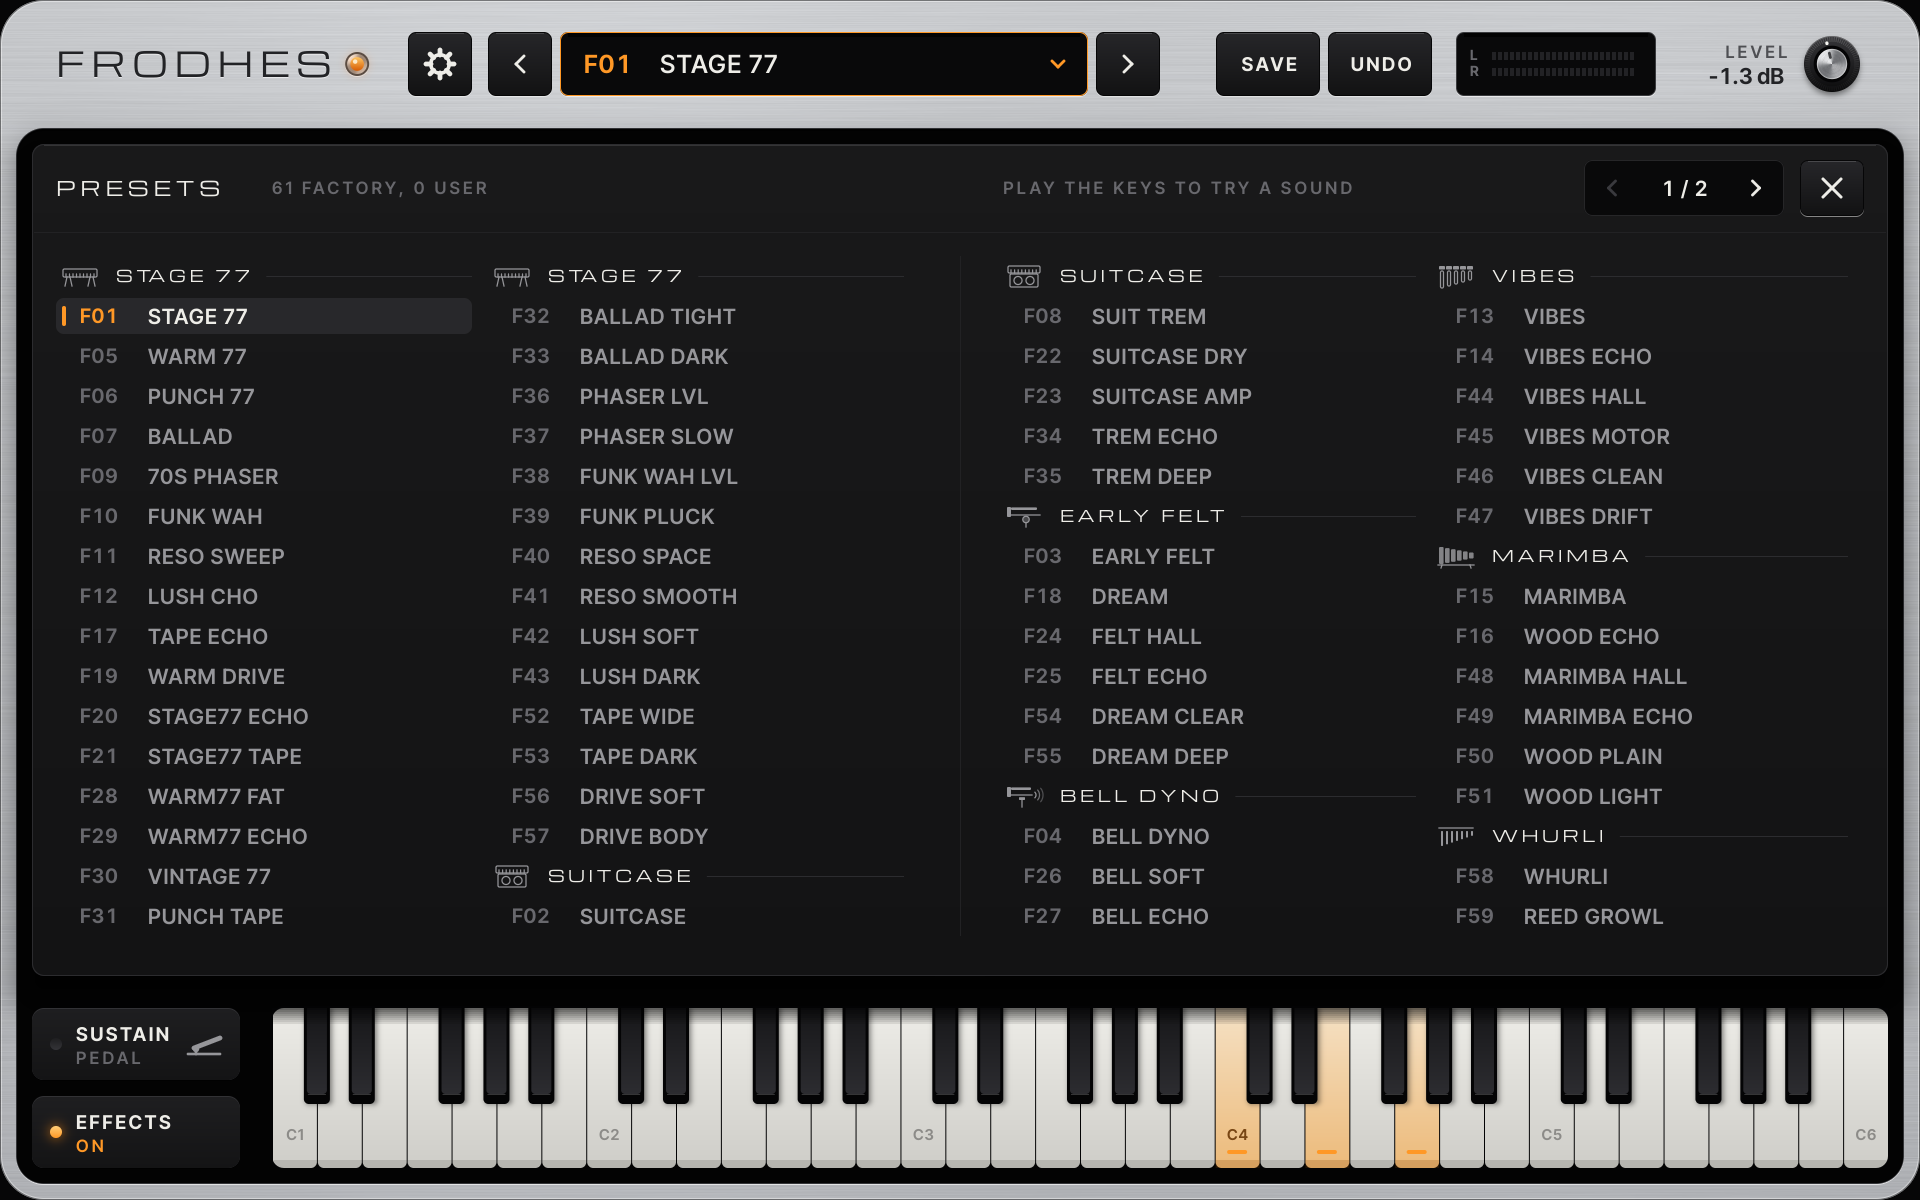 FRODHES
F01 STAGE 77
SAVE
UNDO
L
R
LEVEL
-1.3 dB
PRESETS
61 FACTORY, 0 USER
PLAY THE KEYS TO TRY A SOUND
1 / 2
STAGE 77
F01 STAGE 77
F05 WARM 77
F06 PUNCH 77
F07 BALLAD
F09 70S PHASER
F10 FUNK WAH
F11 RESO SWEEP
F12 LUSH CHO
F17 TAPE ECHO
F19 WARM DRIVE
F20 STAGE77 ECHO
F21 STAGE77 TAPE
F28 WARM77 FAT
F29 WARM77 ECHO
F30 VINTAGE 77
F31 PUNCH TAPE
STAGE 77
F32 BALLAD TIGHT
F33 BALLAD DARK
F36 PHASER LVL
F37 PHASER SLOW
F38 FUNK WAH LVL
F39 FUNK PLUCK
F40 RESO SPACE
F41 RESO SMOOTH
F42 LUSH SOFT
F43 LUSH DARK
F52 TAPE WIDE
F53 TAPE DARK
F56 DRIVE SOFT
F57 DRIVE BODY
SUITCASE
F02 SUITCASE
SUITCASE
F08 SUIT TREM
F22 SUITCASE DRY
F23 SUITCASE AMP
F34 TREM ECHO
F35 TREM DEEP
EARLY FELT
F03 EARLY FELT
F18 DREAM
F24 FELT HALL
F25 FELT ECHO
F54 DREAM CLEAR
F55 DREAM DEEP
BELL DYNO
F04 BELL DYNO
F26 BELL SOFT
F27 BELL ECHO
VIBES
F13 VIBES
F14 VIBES ECHO
F44 VIBES HALL
F45 VIBES MOTOR
F46 VIBES CLEAN
F47 VIBES DRIFT
MARIMBA
F15 MARIMBA
F16 WOOD ECHO
F48 MARIMBA HALL
F49 MARIMBA ECHO
F50 WOOD PLAIN
F51 WOOD LIGHT
WHURLI
F58 WHURLI
F59 REED GROWL
SUSTAIN
PEDAL
EFFECTS
ON
C1 C2 C3 C4 C5 C6